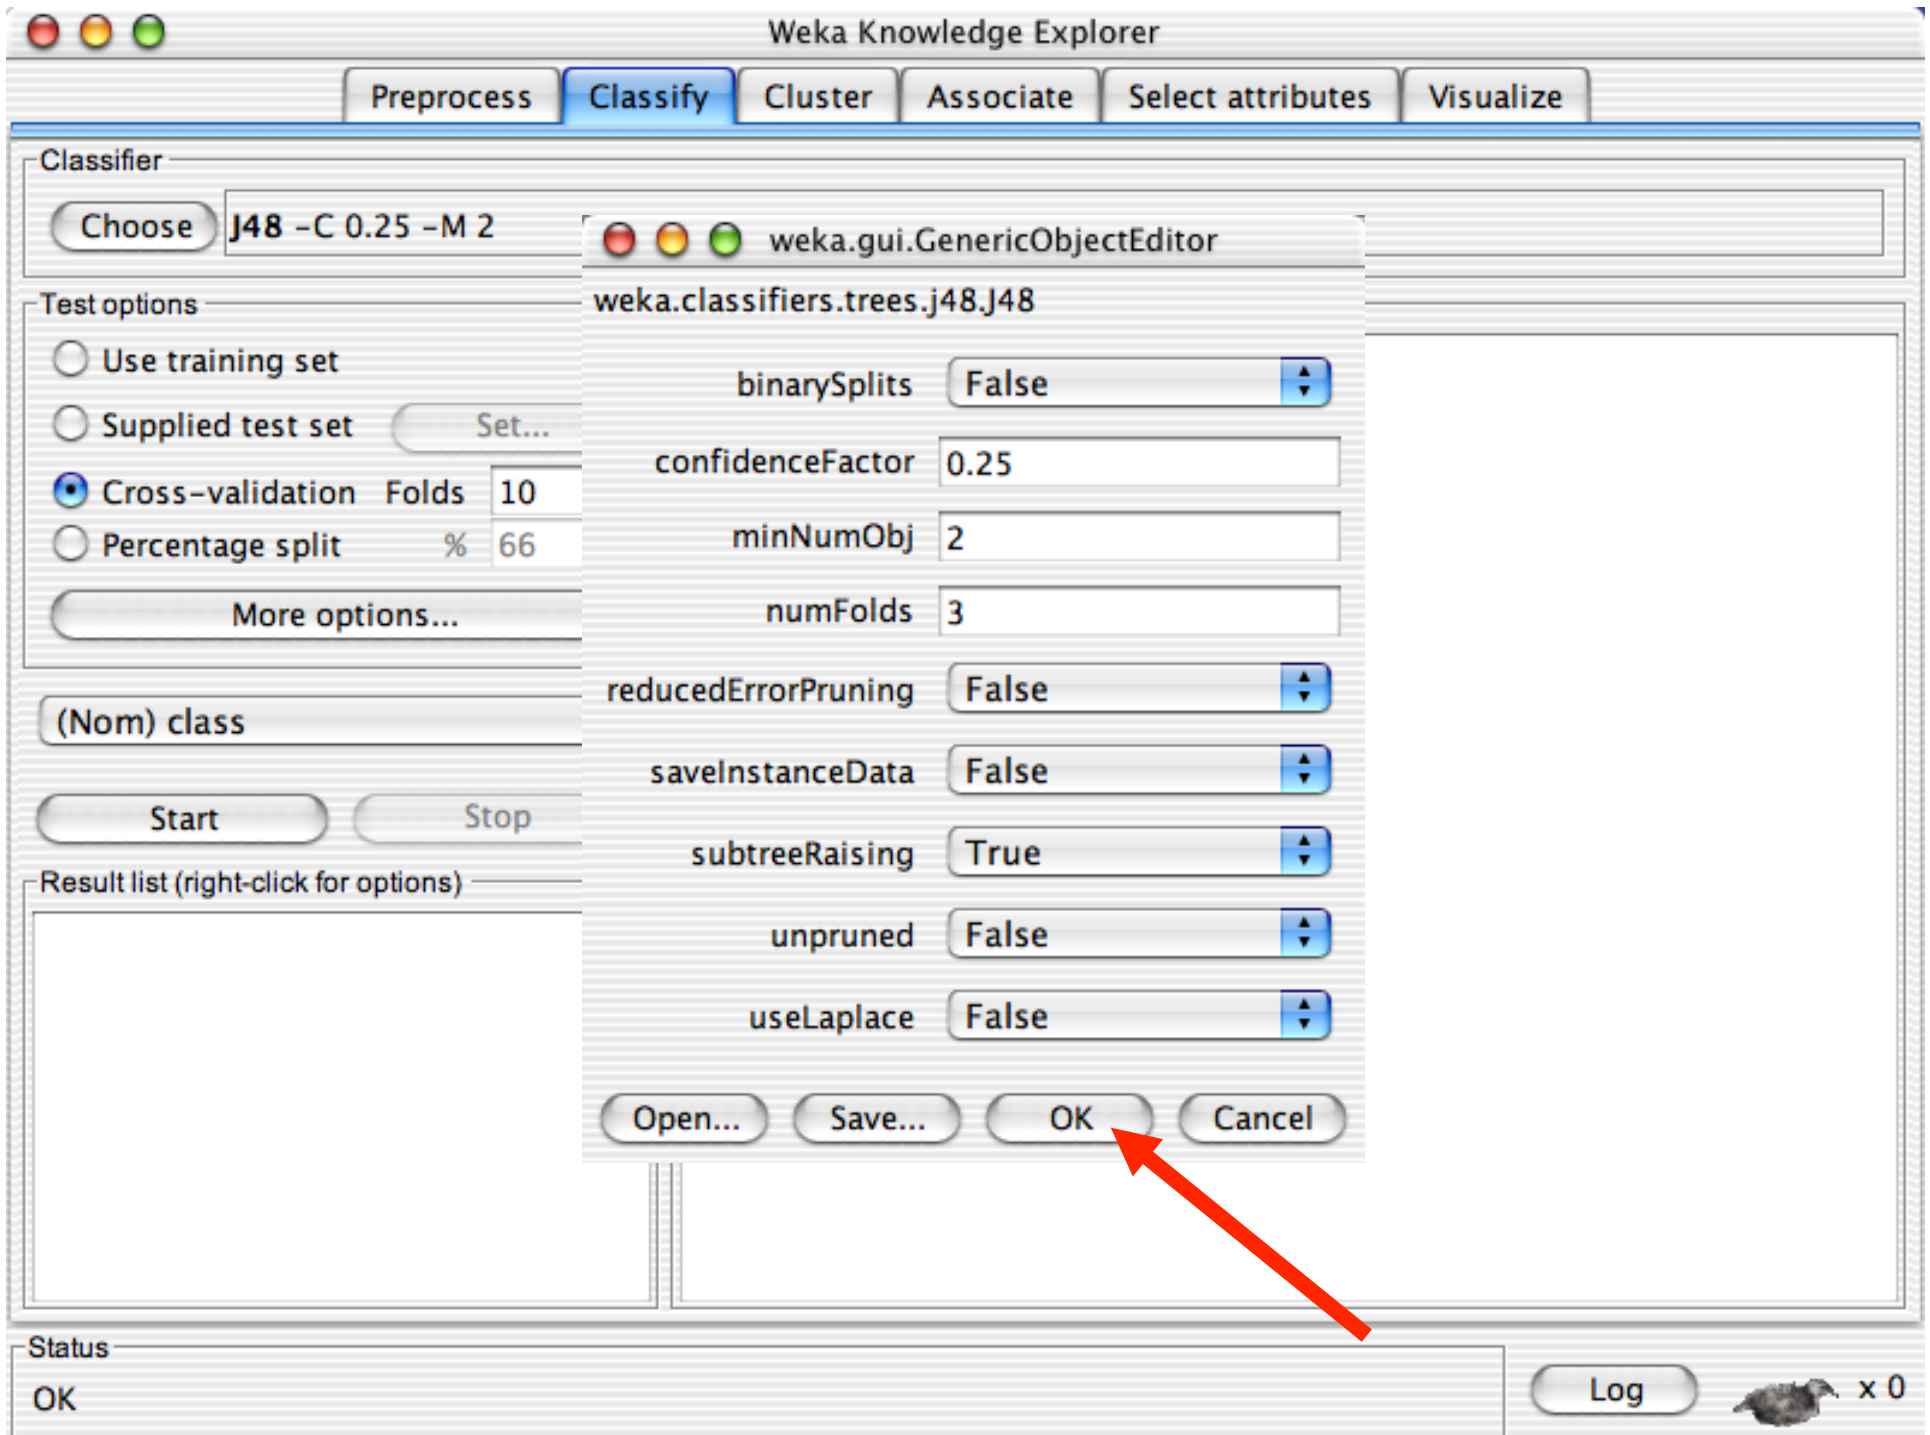 Weka Knowledge Explorer
Preprocess Classify Cluster Associate Select attributes Visualize
Classifier
Choose J48 -C 0.25 -M 2
Test options
Use training set
Supplied test set Set...
Cross-validation Folds 10
Percentage split % 66
More options...
(Nom) class
Start Stop
Result list (right-click for options)
weka.gui.GenericObjectEditor
weka.classifiers.trees.j48.J48
binarySplits False
confidenceFactor 0.25
minNumObj 2
numFolds 3
reducedErrorPruning False
saveInstanceData False
subtreeRaising True
unpruned False
useLaplace False
Open... Save... OK Cancel
Status
OK
Log x 0